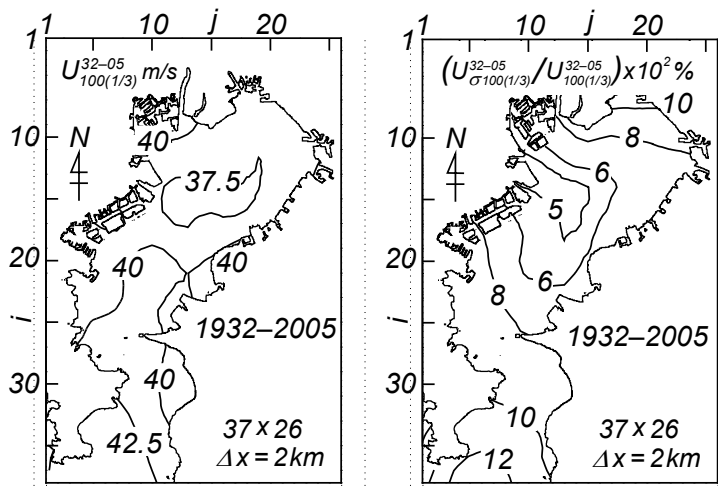 1 10 j 20
1
U^{32–05}_{100(1/3)} m/s
40
10
N
37.5
20
40
40
i
1932–2005
40
30
42.5
37 x 26
Δx = 2km
1 10 j 20
1
(U^{32–05}_{σ100(1/3)}/U^{32–05}_{100(1/3)}) x10² %
10
10
8
N
6
5
20
6
8
i
1932–2005
30
10
37 x 26
12
Δx = 2km